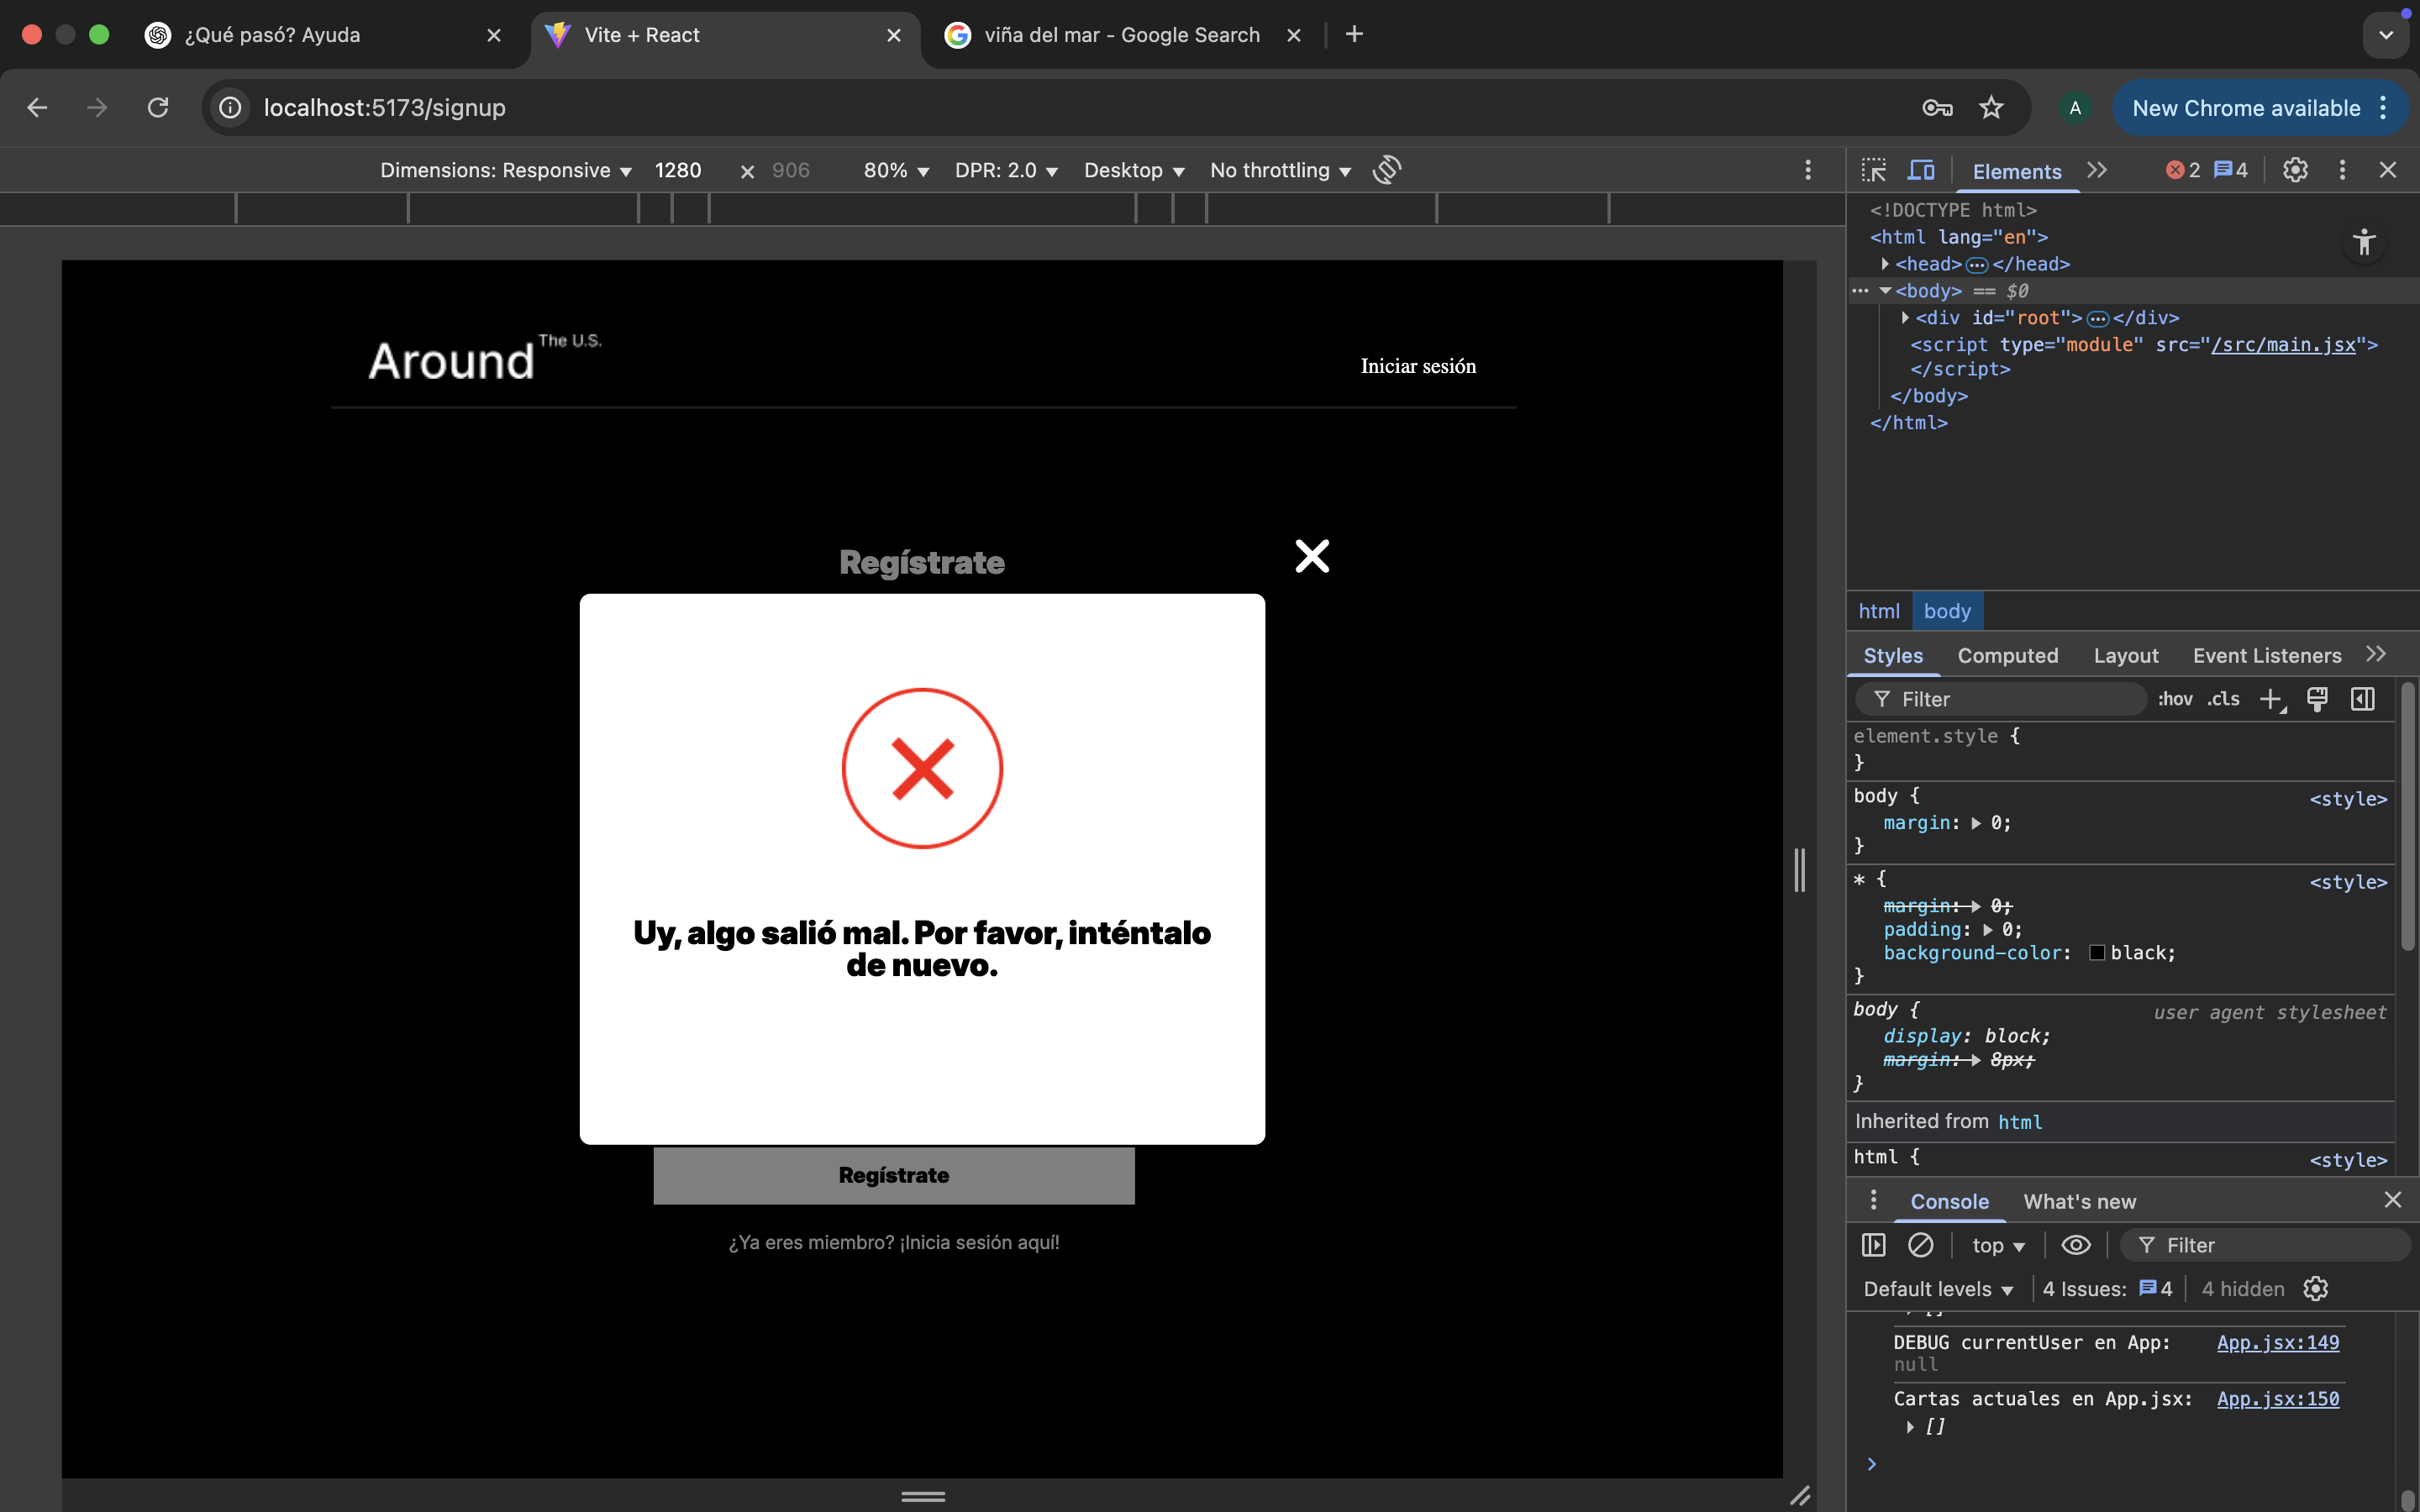 ¿Qué pasó? Ayuda
Vite + React
viña del mar - Google Search
localhost:5173/signup
A
New Chrome available
Dimensions: Responsive
1280
906
80%
DPR: 2.0
Desktop
No throttling
Elements
2
4
<!DOCTYPE html>
<html lang="en">
<head> </head>
<body> == $0
<div id="root"> </div>
<script type="module" src="/src/main.jsx">
</script>
</body>
</html>
Around The U.S.
Iniciar sesión
Regístrate
Uy, algo salió mal. Por favor, inténtalo
de nuevo.
Regístrate
¿Ya eres miembro? ¡Inicia sesión aquí!
html body
Styles Computed Layout Event Listeners
Filter :hov .cls
element.style {
}
body { <style>
margin: 0;
}
* { <style>
margin: 0;
padding: 0;
background-color: black;
}
body { user agent stylesheet
display: block;
margin: 8px;
}
Inherited from html
html { <style>
Console What's new
top Filter
Default levels 4 Issues: 4 4 hidden
[]
DEBUG currentUser en App: App.jsx:149
null
Cartas actuales en App.jsx: App.jsx:150
[]